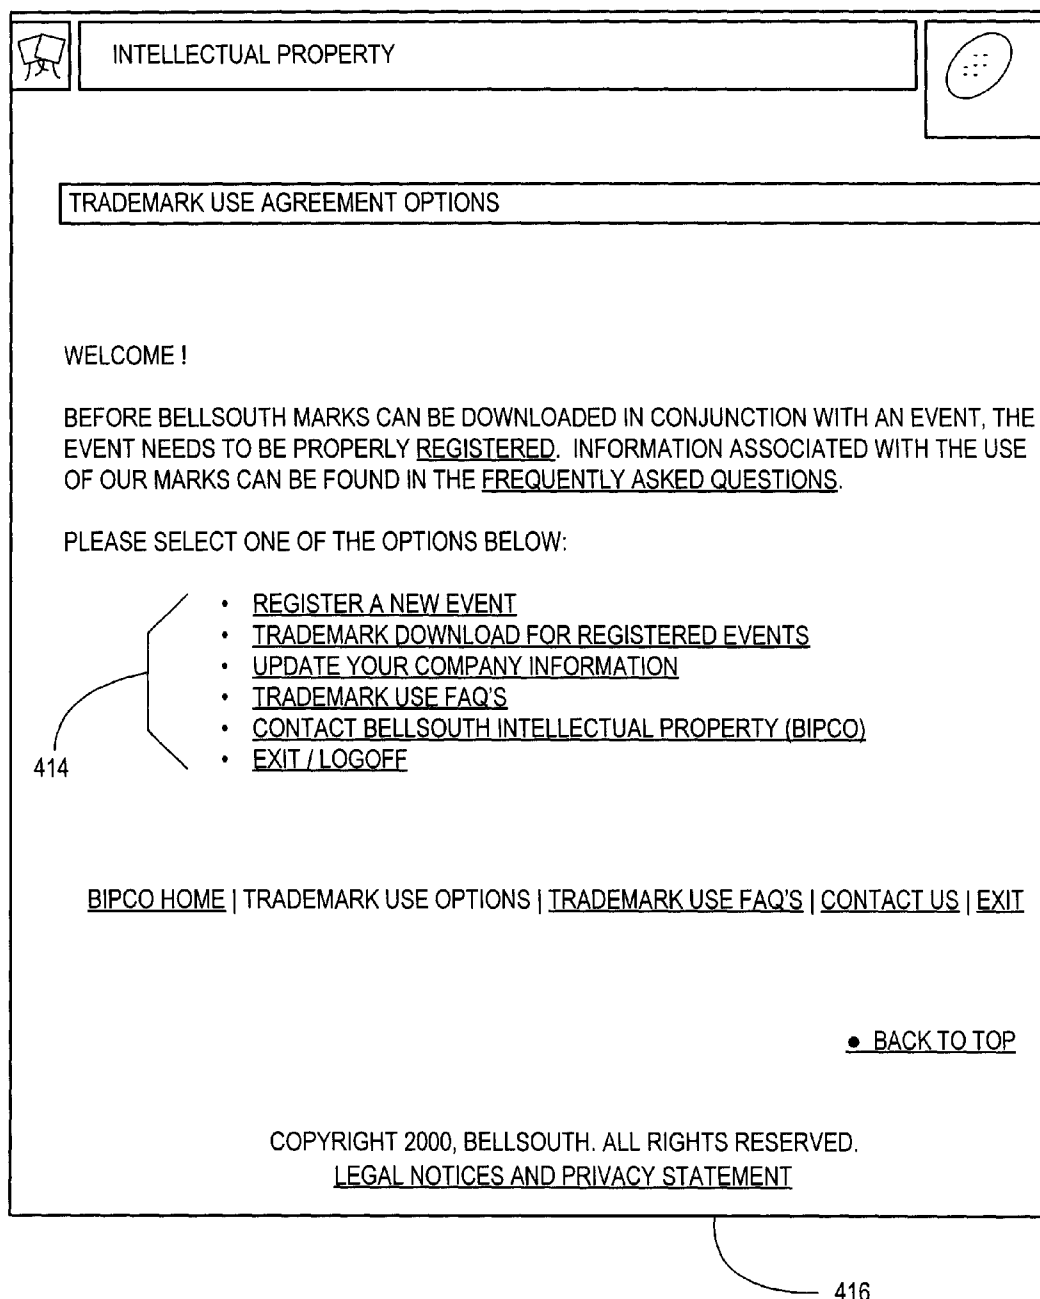 INTELLECTUAL PROPERTY
TRADEMARK USE AGREEMENT OPTIONS
WELCOME !
BEFORE BELLSOUTH MARKS CAN BE DOWNLOADED IN CONJUNCTION WITH AN EVENT, THE
EVENT NEEDS TO BE PROPERLY REGISTERED. INFORMATION ASSOCIATED WITH THE USE
OF OUR MARKS CAN BE FOUND IN THE FREQUENTLY ASKED QUESTIONS.
PLEASE SELECT ONE OF THE OPTIONS BELOW:
• REGISTER A NEW EVENT
• TRADEMARK DOWNLOAD FOR REGISTERED EVENTS
• UPDATE YOUR COMPANY INFORMATION
• TRADEMARK USE FAQ'S
• CONTACT BELLSOUTH INTELLECTUAL PROPERTY (BIPCO)
• EXIT / LOGOFF
414
BIPCO HOME | TRADEMARK USE OPTIONS | TRADEMARK USE FAQ'S | CONTACT US | EXIT
• BACK TO TOP
COPYRIGHT 2000, BELLSOUTH. ALL RIGHTS RESERVED.
LEGAL NOTICES AND PRIVACY STATEMENT
416